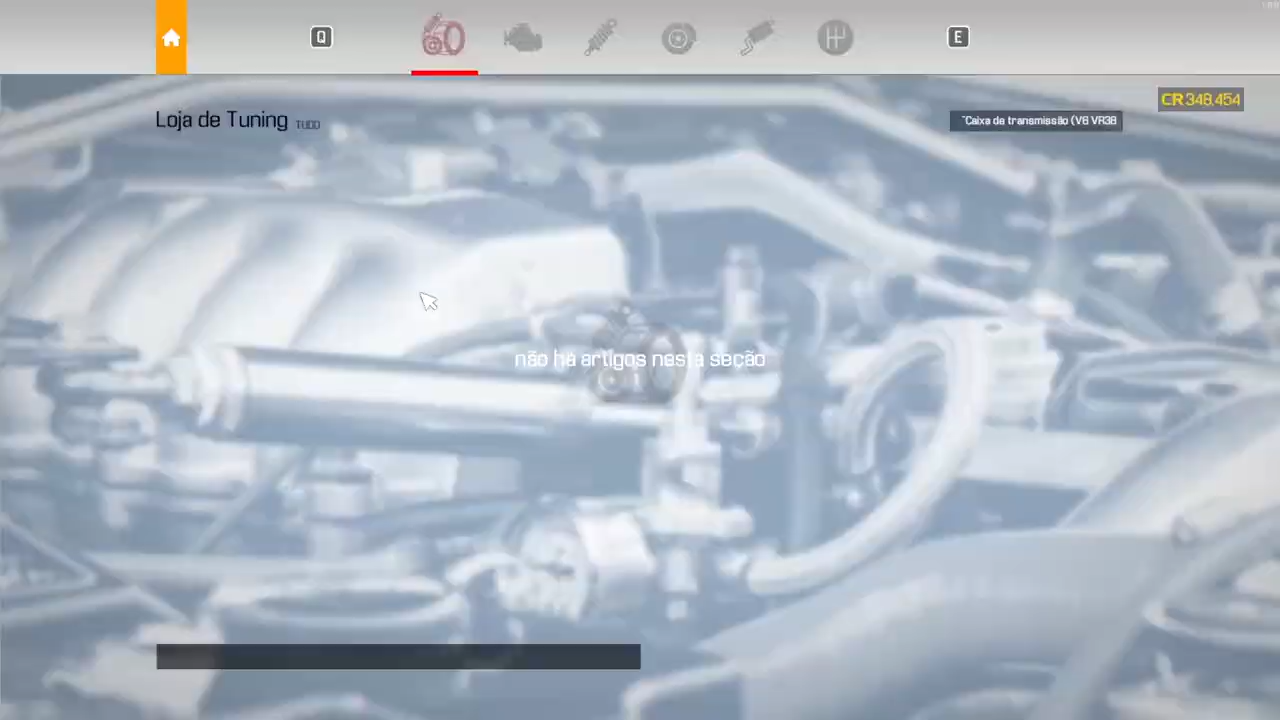 Q
E
CR 348,454
Loja de Tuning TUDO
"Caixa de transmissão (V6 VR38
não há artigos nesta seção